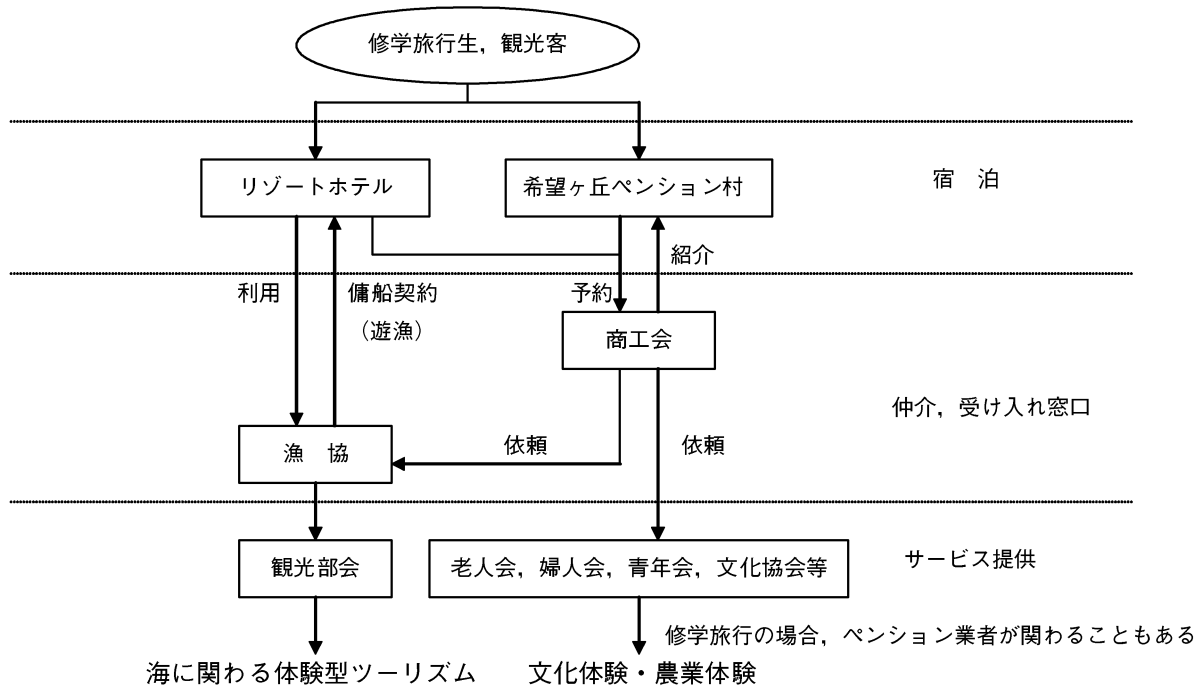 修学旅行生，観光客
リゾートホテル
希望ヶ丘ペンション村
宿　泊
紹介
利用
傭船契約
（遊漁）
予約
商工会
仲介，受け入れ窓口
漁　協
依頼
依頼
観光部会
老人会，婦人会，青年会，文化協会等
サービス提供
修学旅行の場合，ペンション業者が関わることもある
海に関わる体験型ツーリズム
文化体験・農業体験